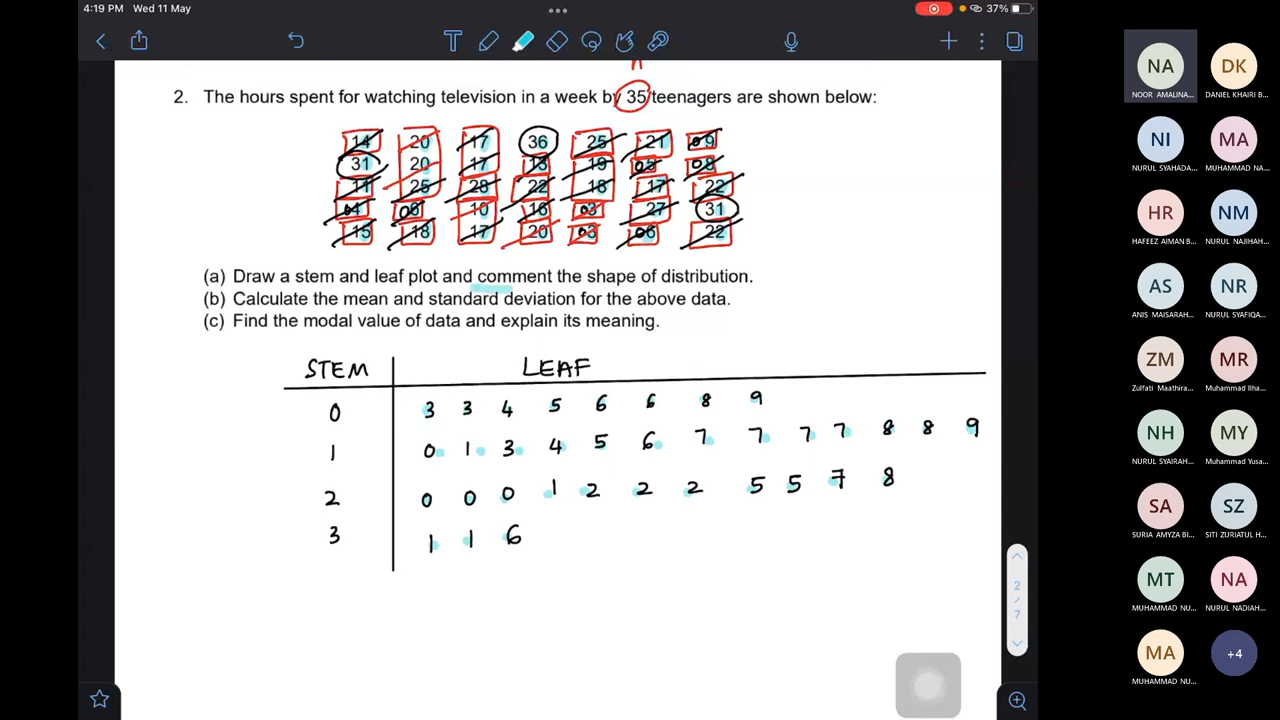 4:19 PM Wed 11 May
37%
n
2. The hours spent for watching television in a week by 35 teenagers are shown below:
14 20 17 36 25 21 09
31 20 17 13 19 05 08
11 25 28 22 18 17 22
04 06 10 16 03 27 31
15 18 17 20 03 06 22
(a) Draw a stem and leaf plot and comment the shape of distribution.
(b) Calculate the mean and standard deviation for the above data.
(c) Find the modal value of data and explain its meaning.
STEM LEAF
0 3 3 4 5 6 6 8 9
1 0 1 3 4 5 6 7 7 7 7 8 8 9
2 0 0 0 1 2 2 2 5 5 7 8
3 1 1 6
2
/
7
NA DK
NOOR AMALINA... DANIEL KHAIRI B...
NI MA
NURUL SYAHADA... MUHAMMAD NA...
HR NM
HAFEEZ AIMAN B... NURUL NAJIHAH...
AS NR
ANIS MAISARAH... NURUL SYAFIQA...
ZM MR
Zulfati Maathira... Muhammad Ilha...
NH MY
NURUL SYAIRAH... Muhammad Yusa...
SA SZ
SURIA AMYZA BI... SITI ZURIATUL H...
MT NA
MUHAMMAD NU... NURUL NADIAH...
MA +4
MUHAMMAD NU...